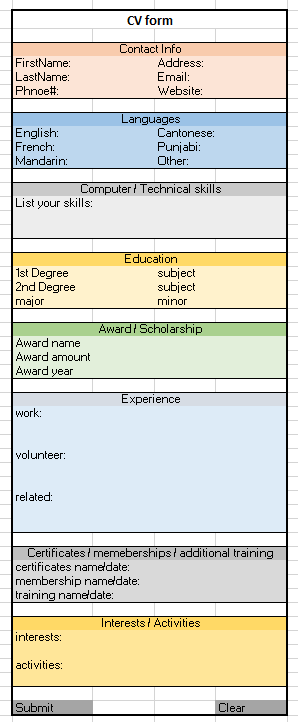 CV form
Contact Info
FirstName: Address:
LastName: Email:
Phnoe#: Website:
Languages
English: Cantonese:
French: Punjabi:
Mandarin: Other:
Computer / Technical skills
List your skills:
Education
1st Degree subject
2nd Degree subject
major minor
Award / Scholarship
Award name
Award amount
Award year
Experience
work:
volunteer:
related:
Certificates / memeberships / additional training
certificates name/date:
membership name/date:
training name/date:
Interests / Activities
interests:
activities:
Submit Clear